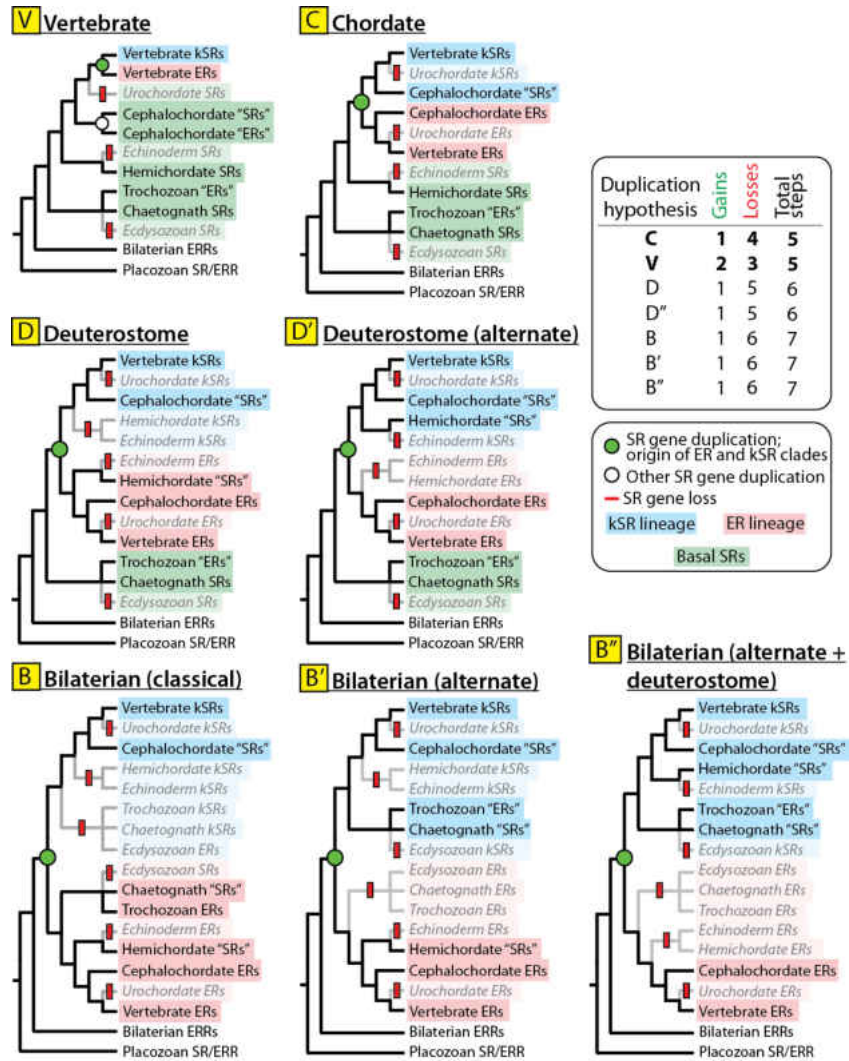 V Vertebrate
Vertebrate kSRs
Vertebrate ERs
Urochordate SRs
Cephalochordate "SRs"
Cephalochordate "ERs"
Echinoderm SRs
Hemichordate SRs
Trochozoan "ERs"
Chaetognath SRs
Ecdysozoan SRs
Bilaterian ERRs
Placozoan SR/ERR
C Chordate
Vertebrate kSRs
Urochordate kSRs
Cephalochordate "SRs"
Cephalochordate ERs
Urochordate ERs
Vertebrate ERs
Echinoderm SRs
Hemichordate SRs
Trochozoan "ERs"
Chaetognath SRs
Ecdysozoan SRs
Bilaterian ERRs
Placozoan SR/ERR
Duplication hypothesis Gains Losses Total steps
C 1 4 5
V 2 3 5
D 1 5 6
D" 1 5 6
B 1 6 7
B' 1 6 7
B" 1 6 7
SR gene duplication;
origin of ER and kSR clades
Other SR gene duplication
SR gene loss
kSR lineage ER lineage
Basal SRs
D Deuterostome
Vertebrate kSRs
Urochordate kSRs
Cephalochordate "SRs"
Hemichordate kSRs
Echinoderm kSRs
Echinoderm ERs
Hemichordate "SRs"
Cephalochordate ERs
Urochordate ERs
Vertebrate ERs
Trochozoan "ERs"
Chaetognath SRs
Ecdysozoan SRs
Bilaterian ERRs
Placozoan SR/ERR
D' Deuterostome (alternate)
Vertebrate kSRs
Urochordate kSRs
Cephalochordate "SRs"
Hemichordate "SRs"
Echinoderm kSRs
Echinoderm ERs
Hemichordate ERs
Cephalochordate ERs
Urochordate ERs
Vertebrate ERs
Trochozoan "ERs"
Chaetognath SRs
Ecdysozoan SRs
Bilaterian ERRs
Placozoan SR/ERR
B Bilaterian (classical)
Vertebrate kSRs
Urochordate kSRs
Cephalochordate "SRs"
Hemichordate kSRs
Echinoderm kSRs
Trochozoan kSRs
Chaetognath kSRs
Ecdysozoan ERs
Ecdysozoan SRs
Chaetognath "SRs"
Trochozoan ERs
Echinoderm ERs
Hemichordate "SRs"
Cephalochordate ERs
Urochordate ERs
Vertebrate ERs
Bilaterian ERRs
Placozoan SR/ERR
B' Bilaterian (alternate)
Vertebrate kSRs
Urochordate kSRs
Cephalochordate "SRs"
Hemichordate kSRs
Echinoderm kSRs
Trochozoan "ERs"
Chaetognath "SRs"
Ecdysozoan kSRs
Ecdysozoan ERs
Chaetognath ERs
Trochozoan ERs
Echinoderm ERs
Hemichordate "SRs"
Cephalochordate ERs
Urochordate ERs
Vertebrate ERs
Bilaterian ERRs
Placozoan SR/ERR
B" Bilaterian (alternate +
deuterostome)
Vertebrate kSRs
Urochordate kSRs
Cephalochordate "SRs"
Hemichordate "SRs"
Echinoderm kSRs
Trochozoan "ERs"
Chaetognath "SRs"
Ecdysozoan kSRs
Ecdysozoan ERs
Chaetognath ERs
Trochozoan ERs
Echinoderm ERs
Hemichordate ERs
Cephalochordate ERs
Urochordate ERs
Vertebrate ERs
Bilaterian ERRs
Placozoan SR/ERR